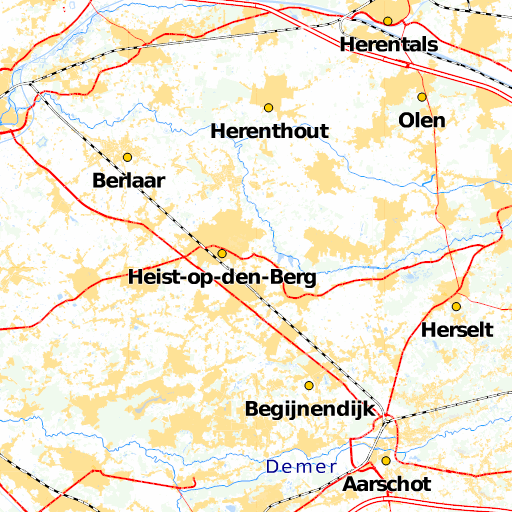 Herentals
Olen
Herenthout
Berlaar
Heist-op-den-Berg
Herselt
Begijnendijk
Demer
Aarschot